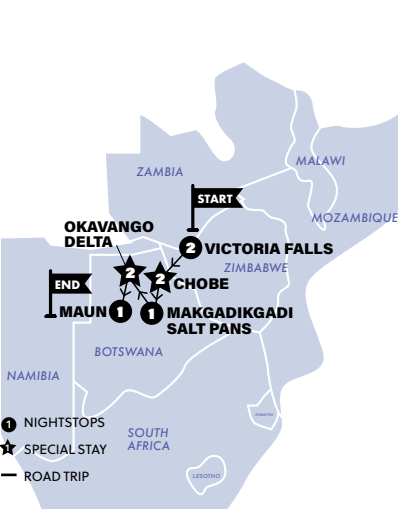 ZAMBIA
MALAWI
START
MOZAMBIQUE
OKAVANGO
DELTA
2 VICTORIA FALLS
2
ZIMBABWE
2 CHOBE
END
MAUN 1
1 MAKGADIKGADI
SALT PANS
BOTSWANA
NAMIBIA
1 NIGHTSTOPS
SOUTH
AFRICA
1 SPECIAL STAY
ROAD TRIP
LESOTHO